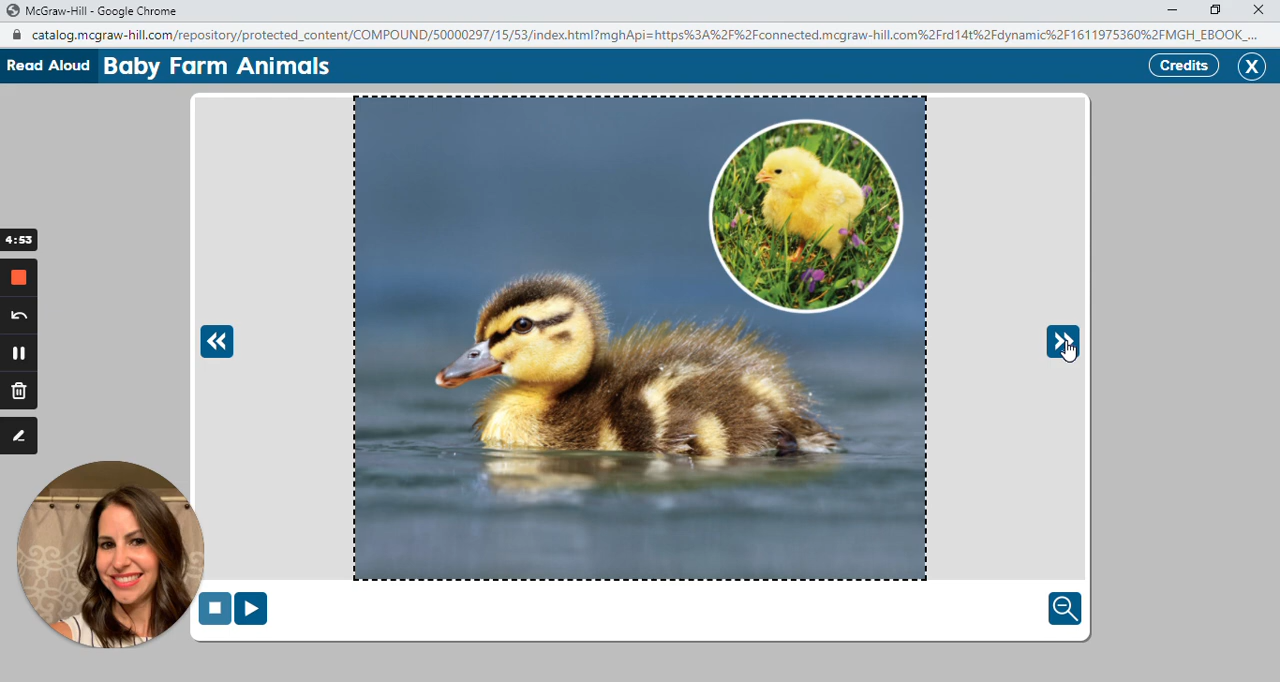 McGraw-Hill - Google Chrome
catalog.mcgraw-hill.com/repository/protected_content/COMPOUND/50000297/15/53/index.html?mghApi=https%3A%2F%2Fconnected.mcgraw-hill.com%2Frd14t%2Fdynamic%2F1611975360%2FMGH_EBOOK_...
Read Aloud Baby Farm Animals Credits X
4:53